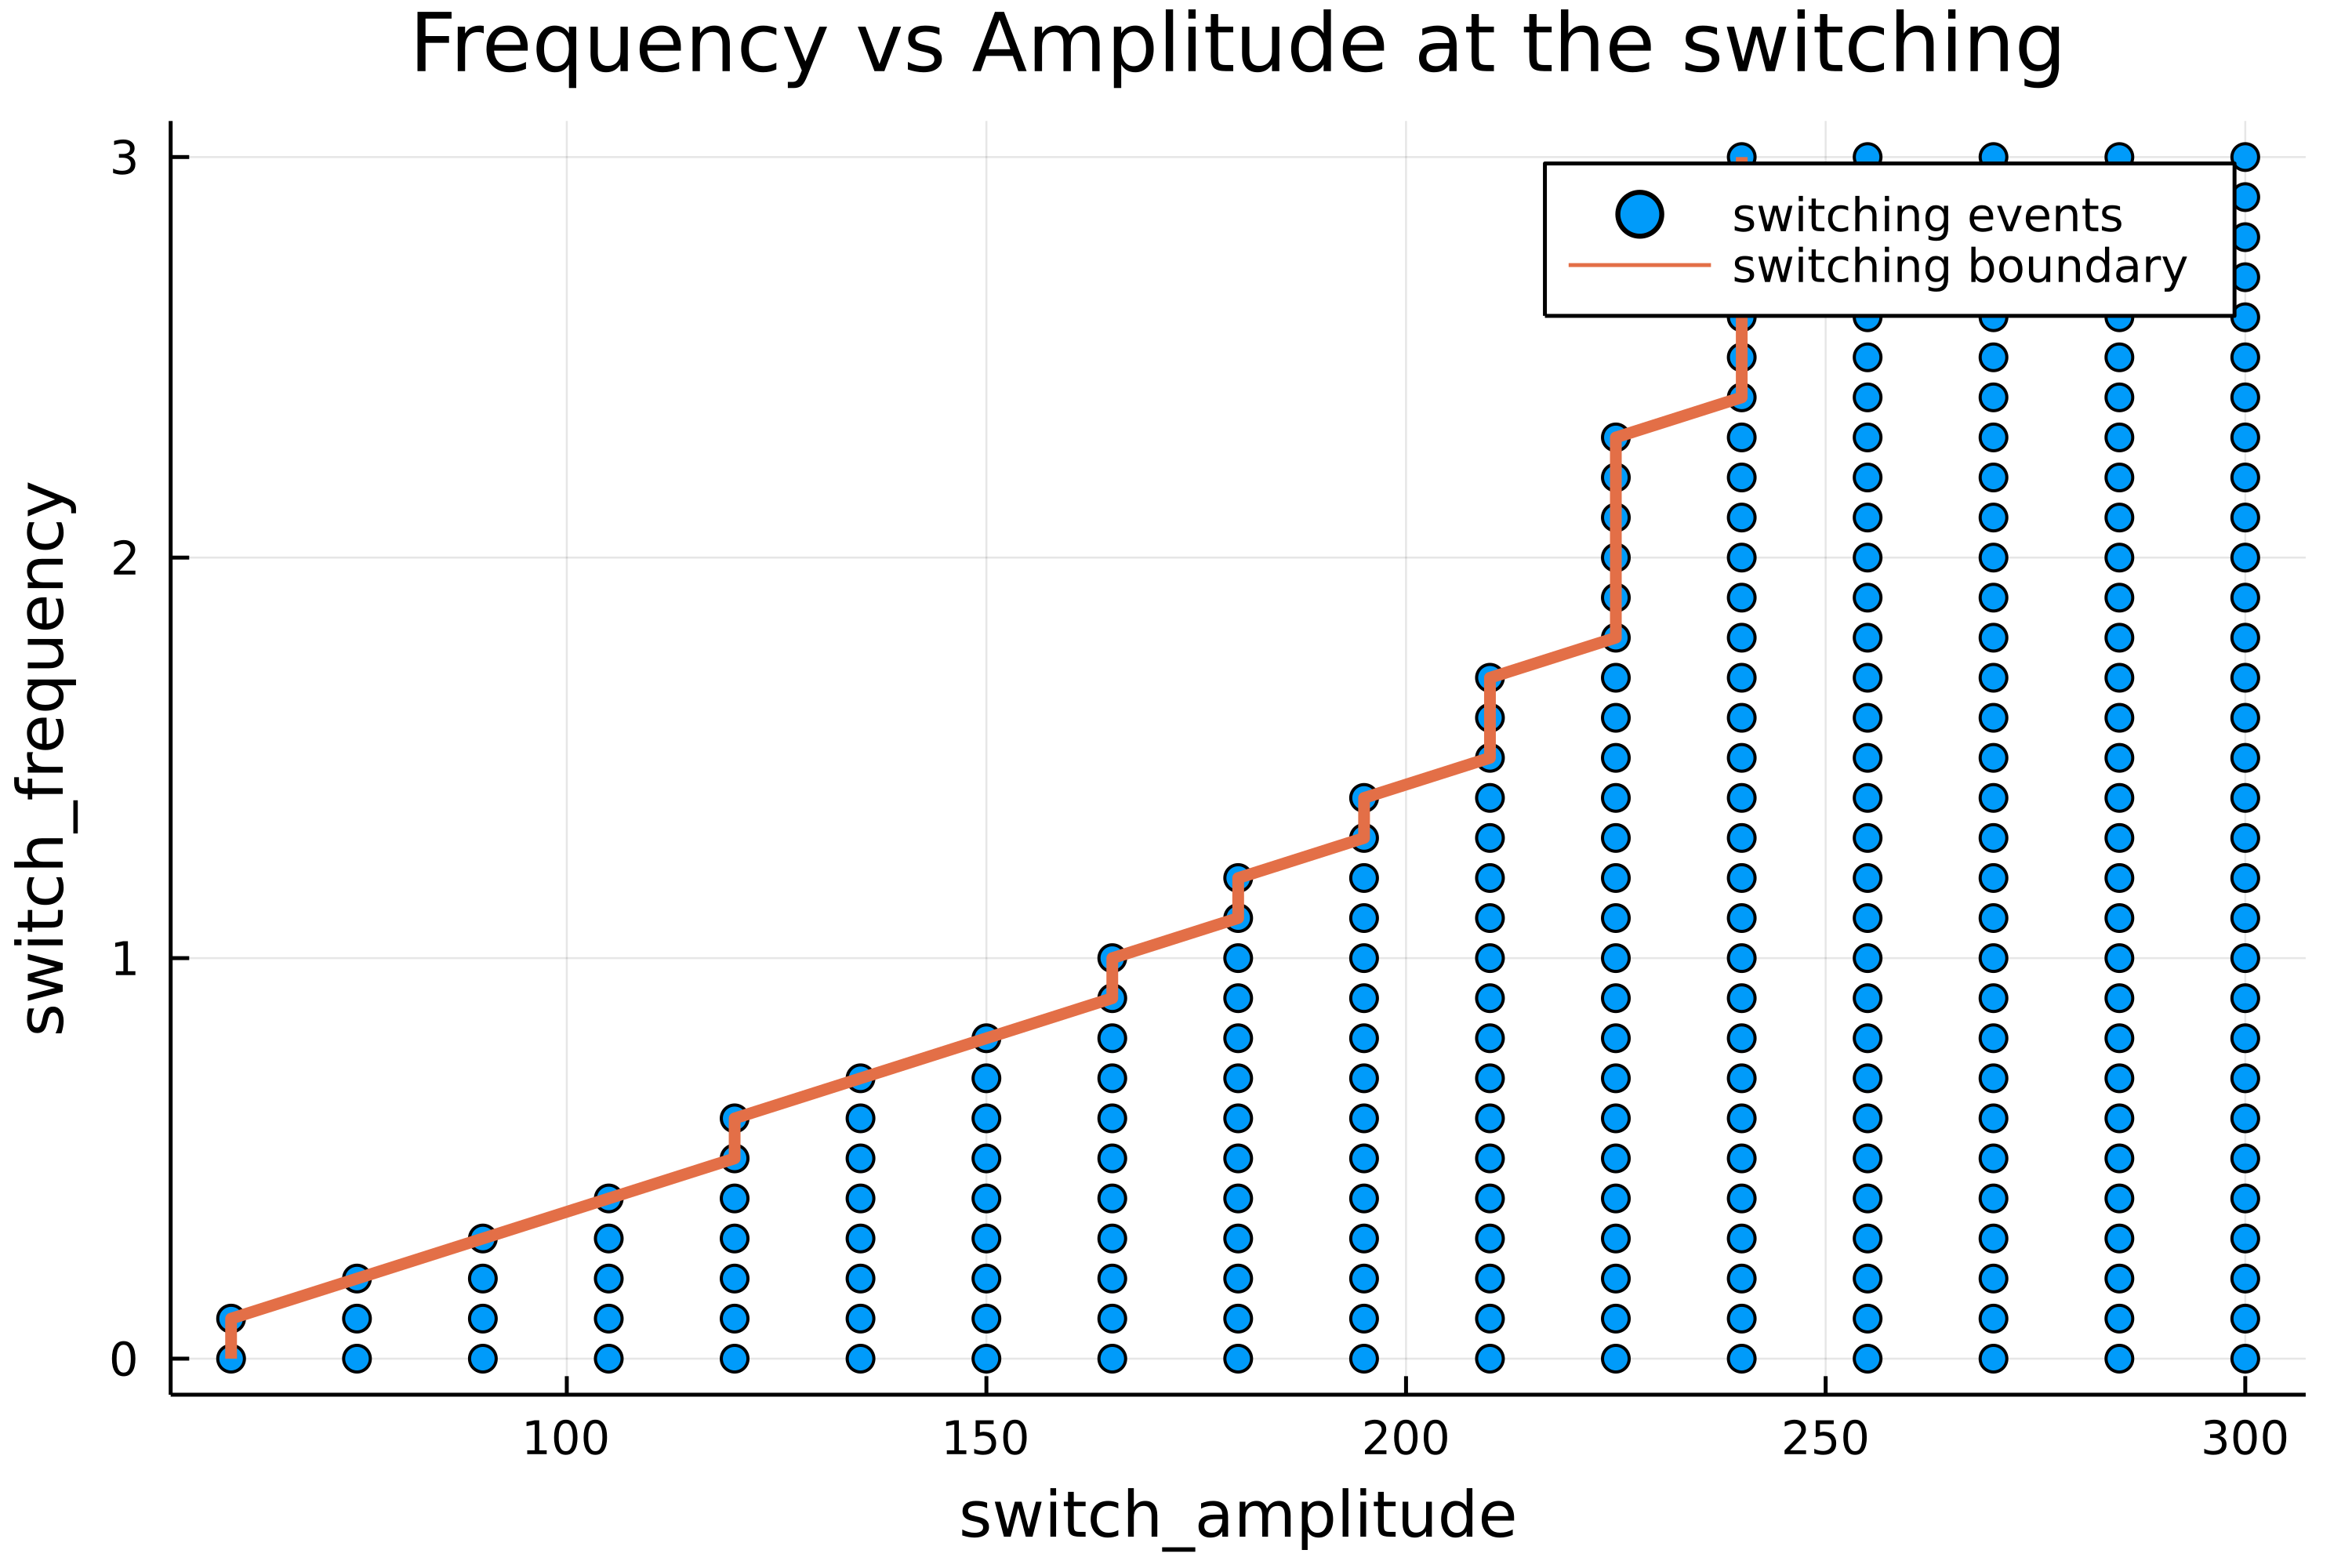 Frequency vs Amplitude at the switching
switch_frequency
3
2
1
0
switching events
switching boundary
100 150 200 250 300
switch_amplitude